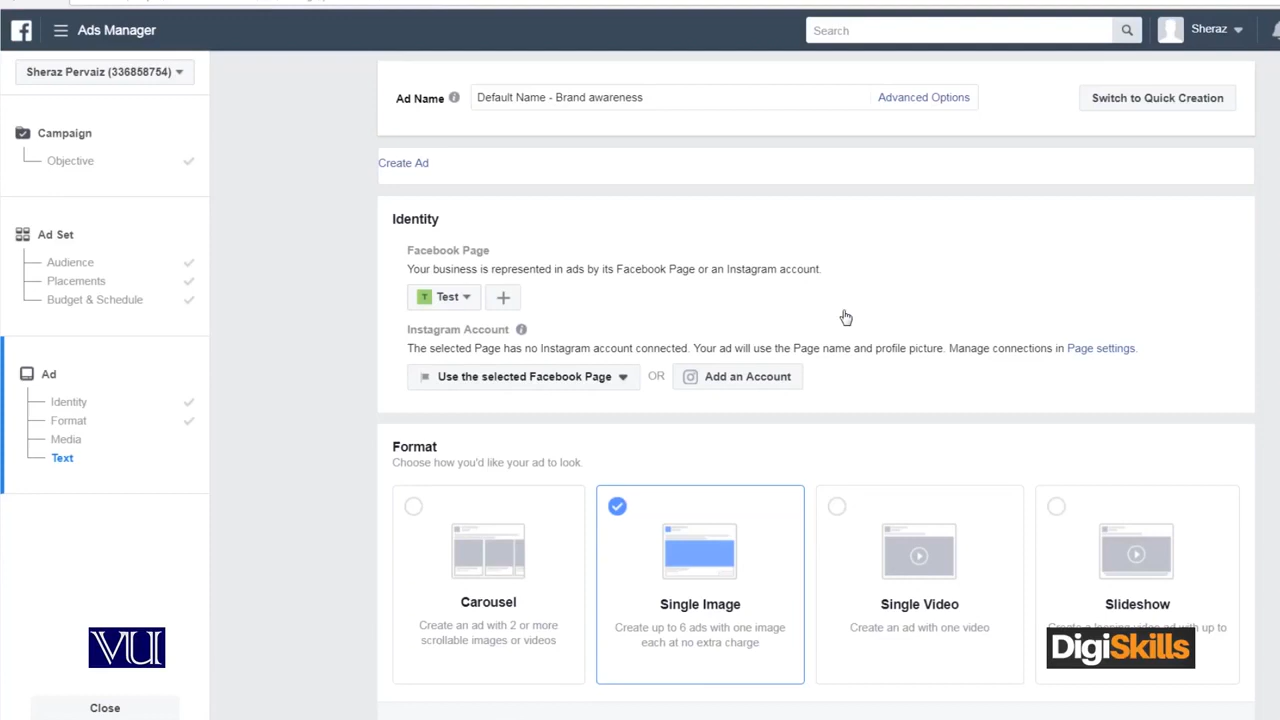 Ads Manager
Search
Sheraz
Sheraz Pervaiz (336858754)
Campaign
Objective
Ad Set
Audience
Placements
Budget & Schedule
Ad
Identity
Format
Media
Text
Close
Ad Name
Default Name - Brand awareness
Advanced Options
Switch to Quick Creation
Create Ad
Identity
Facebook Page
Your business is represented in ads by its Facebook Page or an Instagram account.
T Test
Instagram Account
The selected Page has no Instagram account connected. Your ad will use the Page name and profile picture. Manage connections in Page settings.
Use the selected Facebook Page OR Add an Account
Format
Choose how you'd like your ad to look.
Carousel
Create an ad with 2 or more
scrollable images or videos
Single Image
Create up to 6 ads with one image
each at no extra charge
Single Video
Create an ad with one video
Slideshow
Create a looping video ad with up to
VU
DigiSkills